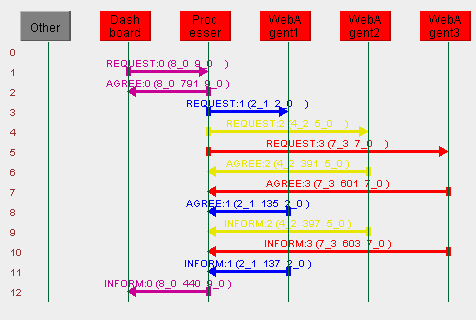 Other
Dash
board
Proc
esser
WebA
gent1
WebA
gent2
WebA
gent3
0
1 REQUEST:0 (8_0 9_0 )
2 AGREE:0 (8_0 791 9_0 )
3 REQUEST:1 (2_1 2_0 )
4 REQUEST:2 (4_2 5_0 )
5 REQUEST:3 (7_3 7_0 )
6 AGREE:2 (4_2 391 5_0 )
7 AGREE:3 (7_3 601 7_0 )
8 AGREE:1 (2_1 135 2_0 )
9 INFORM:2 (4_2 397 5_0 )
10 INFORM:3 (7_3 603 7_0 )
11 INFORM:1 (2_1 137 2_0 )
12 INFORM:0 (8_0 440 9_0 )